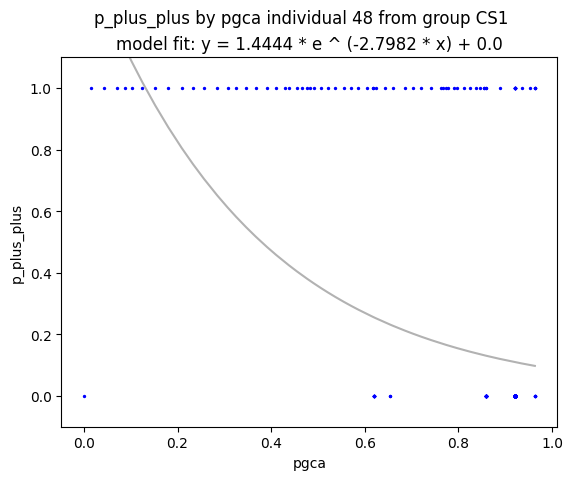 p_plus_plus by pgca individual 48 from group CS1
model fit: y = 1.4444 * e ^ (-2.7982 * x) + 0.0
1.0
0.8
0.6
0.4
0.2
0.0
p_plus_plus
0.0 0.2 0.4 0.6 0.8 1.0
pgca